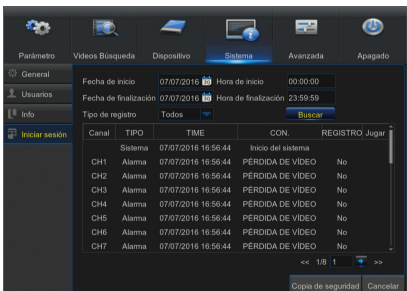 Parámetro Videos Búsqueda Dispositivo Sistema Avanzada Apagado
General
Usuarios
Info
Iniciar sesión
Fecha de inicio 07/07/2016 Hora de inicio 00:00:00
Fecha de finalización 07/07/2016 Hora de finalización 23:59:59
Tipo de registro Todos Buscar
Canal TIPO TIME CON. REGISTRO Jugar
Sistema 07/07/2016 16:56:44 Inicio del sistema
CH1 Alarma 07/07/2016 16:56:44 PÉRDIDA DE VÍDEO No
CH2 Alarma 07/07/2016 16:56:44 PÉRDIDA DE VÍDEO No
CH3 Alarma 07/07/2016 16:56:44 PÉRDIDA DE VÍDEO No
CH4 Alarma 07/07/2016 16:56:44 PÉRDIDA DE VÍDEO No
CH5 Alarma 07/07/2016 16:56:44 PÉRDIDA DE VÍDEO No
CH6 Alarma 07/07/2016 16:56:44 PÉRDIDA DE VÍDEO No
CH7 Alarma 07/07/2016 16:56:44 PÉRDIDA DE VÍDEO No
<< 1/8 1 >>
Copia de seguridad Cancelar